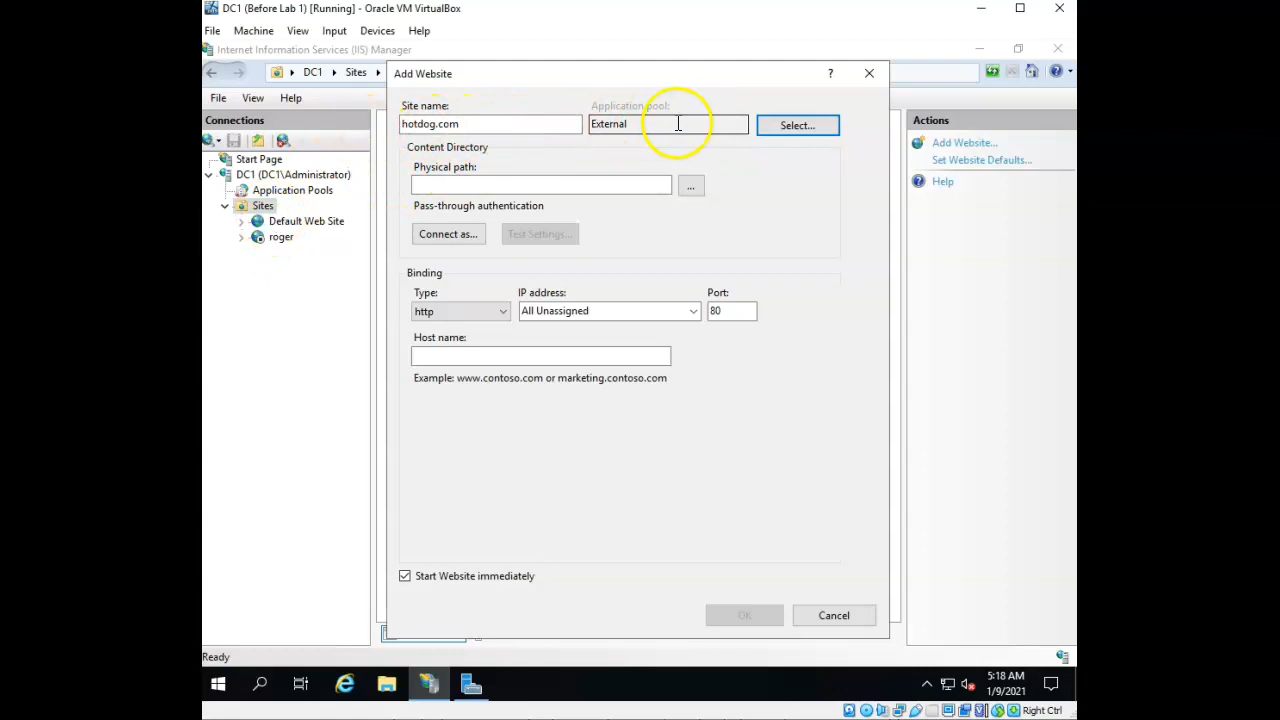 DC1 (Before Lab 1) [Running] - Oracle VM VirtualBox
File Machine View Input Devices Help
Internet Information Services (IIS) Manager
DC1 Sites
File View Help
Connections
Start Page
DC1 (DC1\Administrator)
Application Pools
Sites
Default Web Site
roger
Add Website
Site name: Application pool:
hotdog.com External Select...
Content Directory
Physical path:
...
Pass-through authentication
Connect as... Test Settings...
Binding
Type: IP address: Port:
http All Unassigned 80
Host name:
Example: www.contoso.com or marketing.contoso.com
Start Website immediately
OK Cancel
Actions
Add Website...
Set Website Defaults...
Help
Ready
5:18 AM
1/9/2021
Right Ctrl